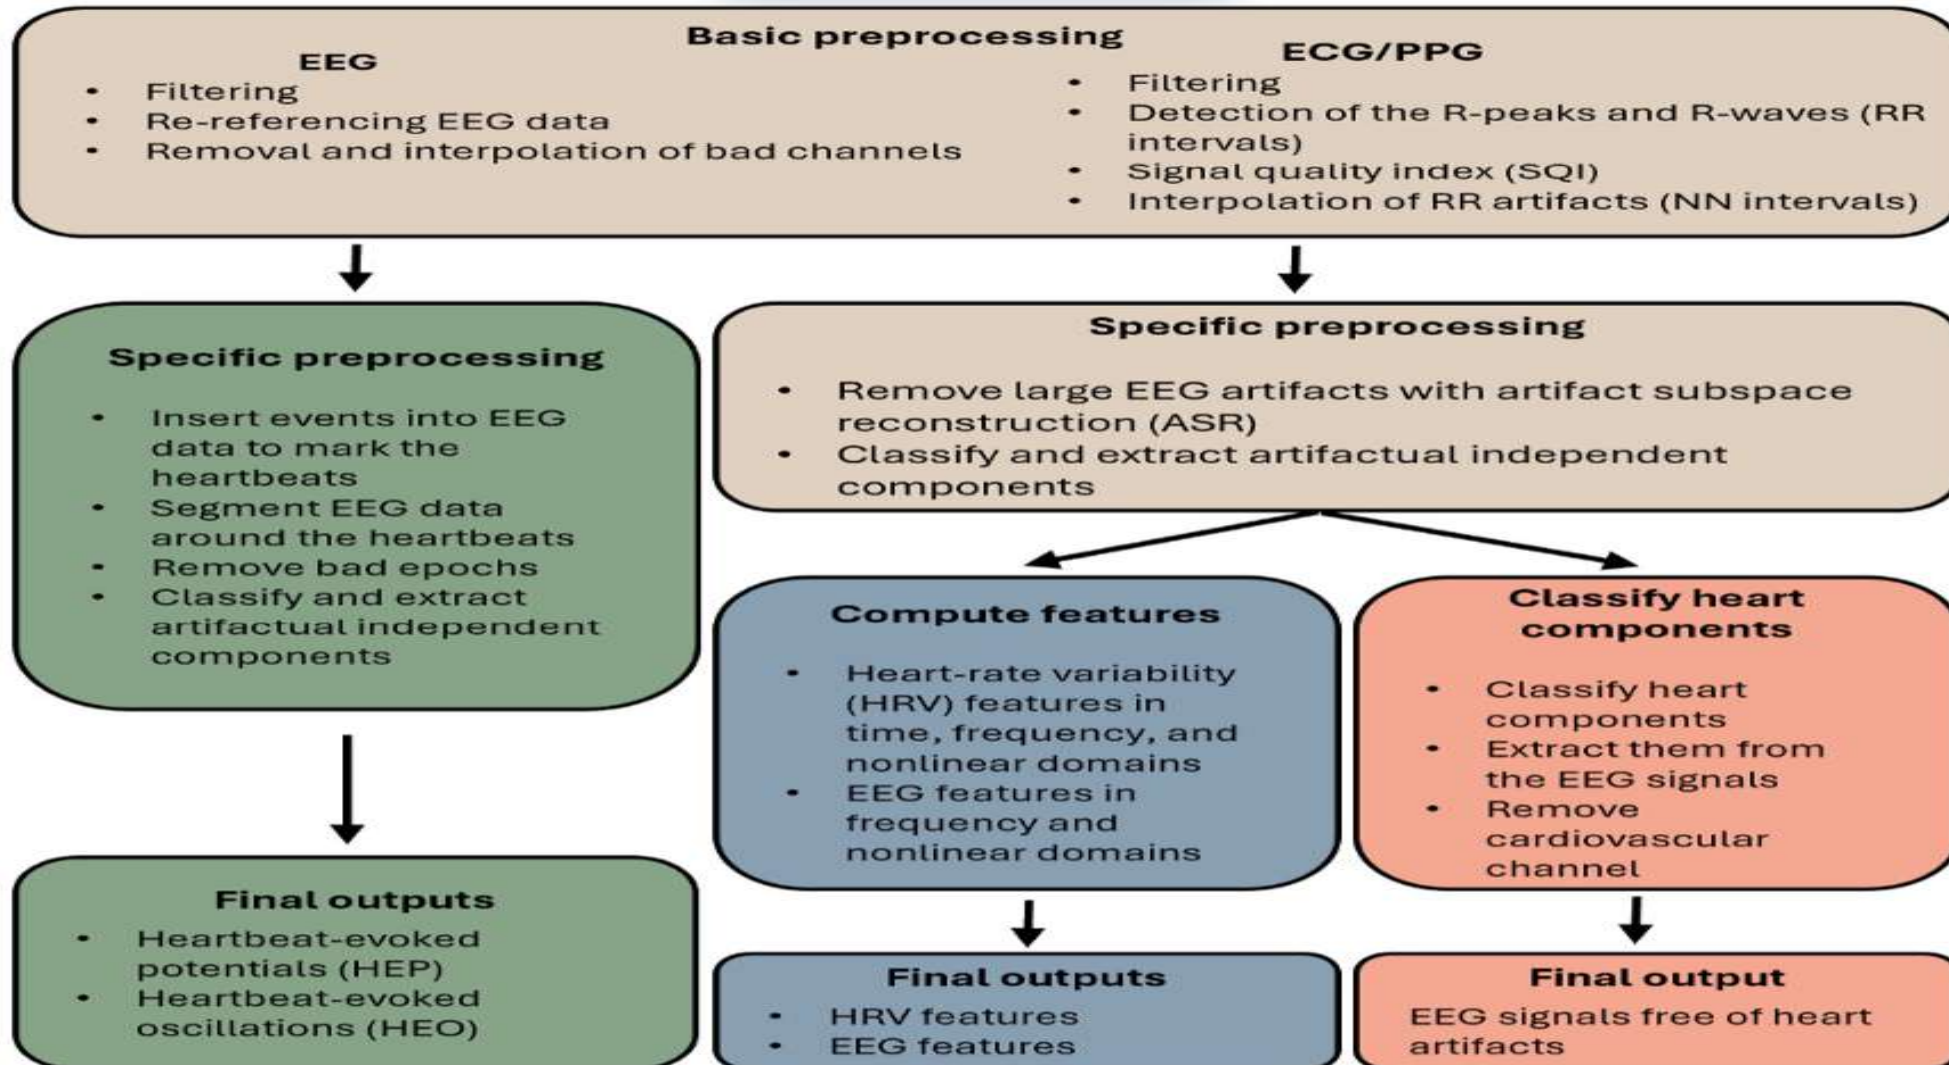 Basic preprocessing
EEG
• Filtering
• Re-referencing EEG data
• Removal and interpolation of bad channels
ECG/PPG
• Filtering
• Detection of the R-peaks and R-waves (RR
intervals)
• Signal quality index (SQI)
• Interpolation of RR artifacts (NN intervals)
Specific preprocessing
• Insert events into EEG
data to mark the
heartbeats
• Segment EEG data
around the heartbeats
• Remove bad epochs
• Classify and extract
artifactual independent
components
Final outputs
• Heartbeat-evoked
potentials (HEP)
• Heartbeat-evoked
oscillations (HEO)
Specific preprocessing
• Remove large EEG artifacts with artifact subspace
reconstruction (ASR)
• Classify and extract artifactual independent
components
Compute features
• Heart-rate variability
(HRV) features in
time, frequency, and
nonlinear domains
• EEG features in
frequency and
nonlinear domains
Final outputs
• HRV features
• EEG features
Classify heart
components
• Classify heart
components
• Extract them from
the EEG signals
• Remove
cardiovascular
channel
Final output
EEG signals free of heart
artifacts